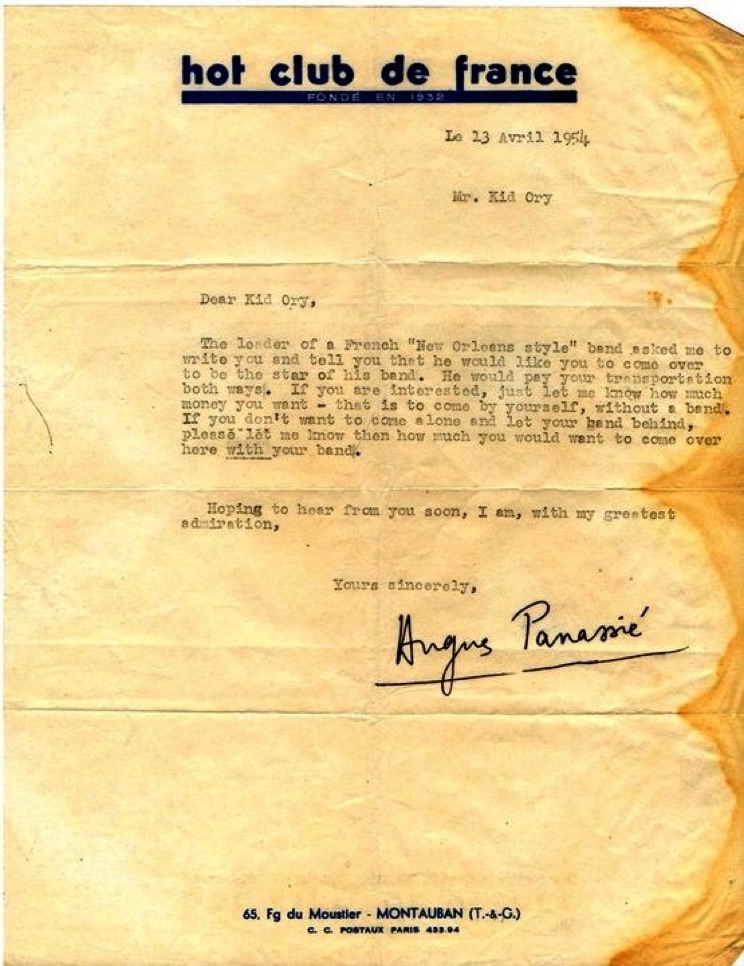 hot club de france
FONDÉ EN 1932
Le 13 Avril 1954
Mr. Kid Ory
Dear Kid Ory,
The leader of a French "New Orleans style" band asked me to
write you and tell you that he would like you to come over
to be the star of his band. He would pay your transportation
both ways. If you are interested, just let me know how much
money you want - that is to come by yourself, without a band.
If you don't want to come alone and let your band behind,
please let me know then how much you would want to come over
here with your band.
Hoping to hear from you soon, I am, with my greatest
admiration,
Yours sincerely,
Hugues Panassié
65, Fg du Moustier - MONTAUBAN (T.-&-G.)
C. C. POSTAUX PARIS 433.94